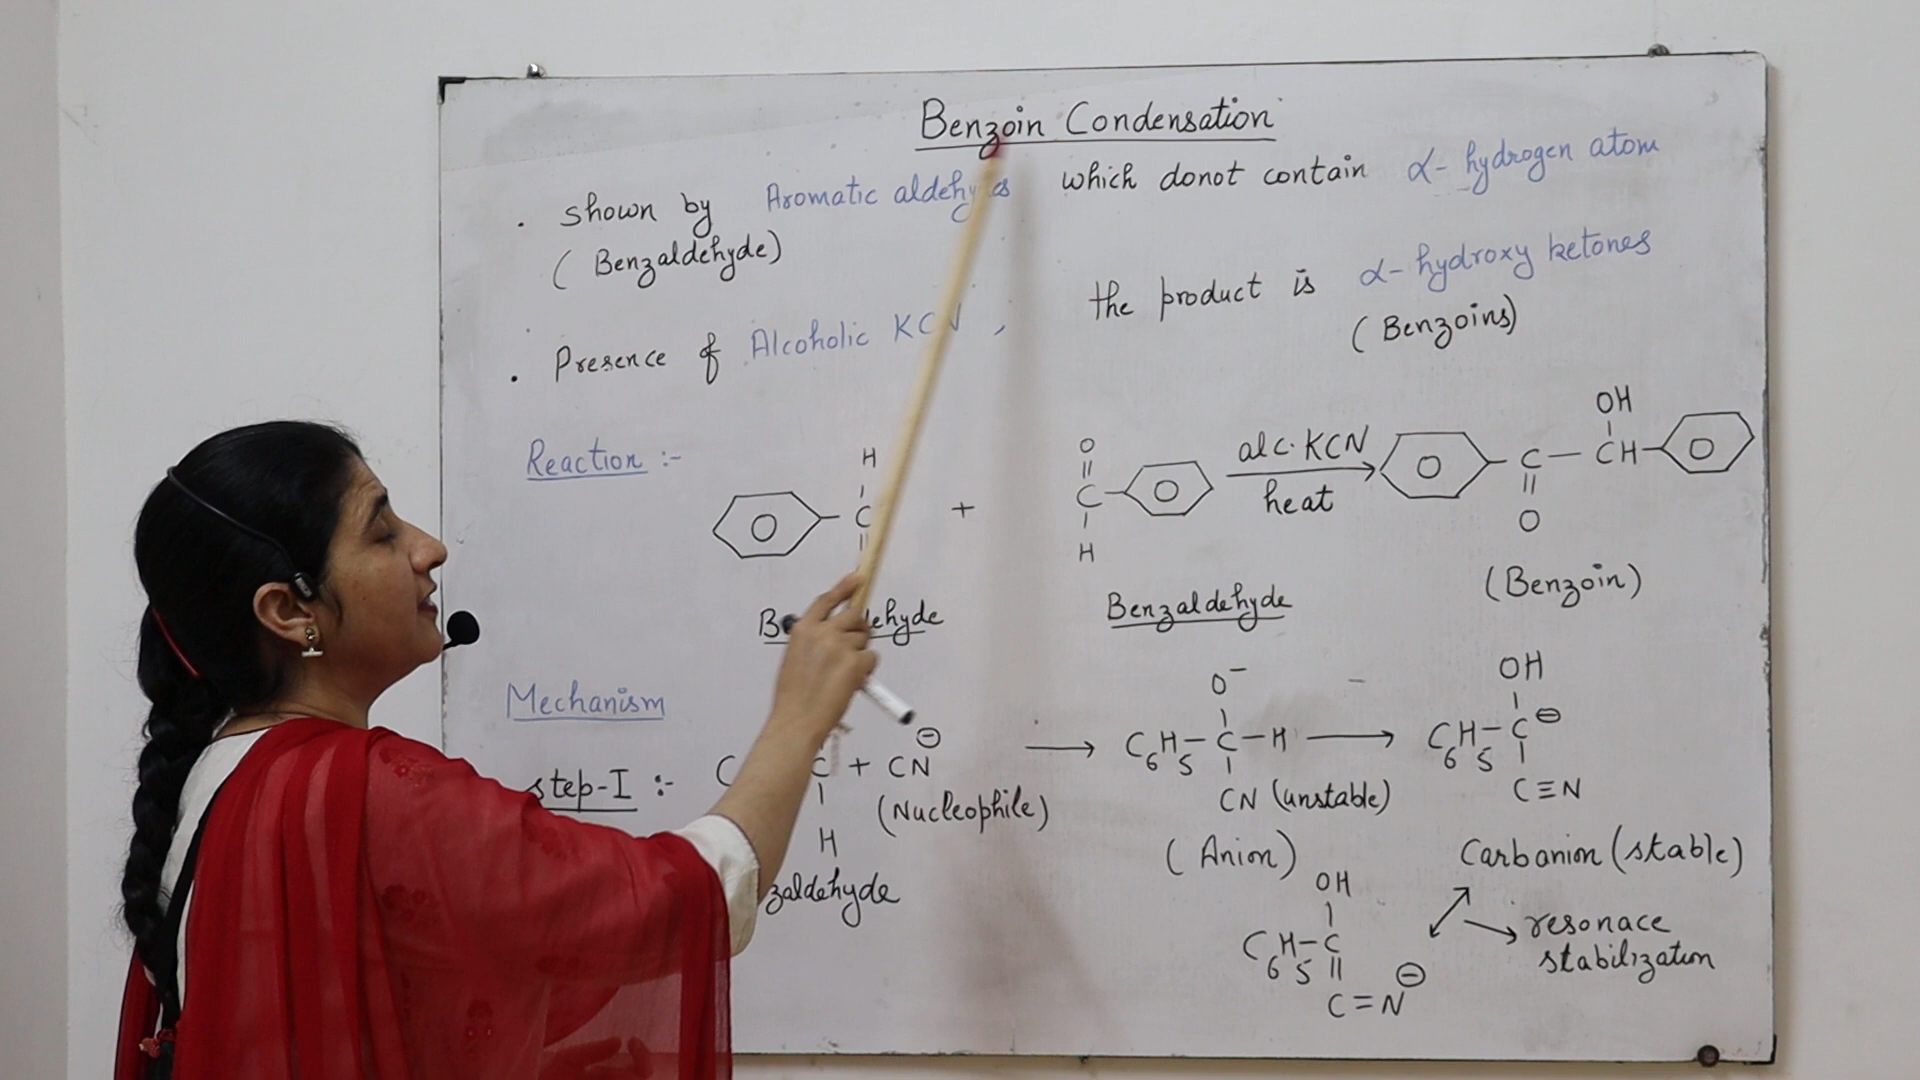 Benzoin Condensation
. shown by Aromatic aldehydes which donot contain α- hydrogen atom
( Benzaldehyde)
. Presence of Alcoholic KCN , the product is α- hydroxy ketones
(Benzoins)
Reaction :-
H
C
+
O
C
H
alc. KCN
heat
OH
C — CH
O
Benzaldehyde
(Benzoin)
Mechanism
step-I :-
C + CN⊖
H
(Nucleophile)
O⁻
C₆H₅ – C – H
CN (unstable)
(Anion)
OH
C₆H₅ – C⊖
C≡N
Carbanion (stable)
zaldehyde
OH
C₆H₅ – C
C=N⊖
resonace
stabilization